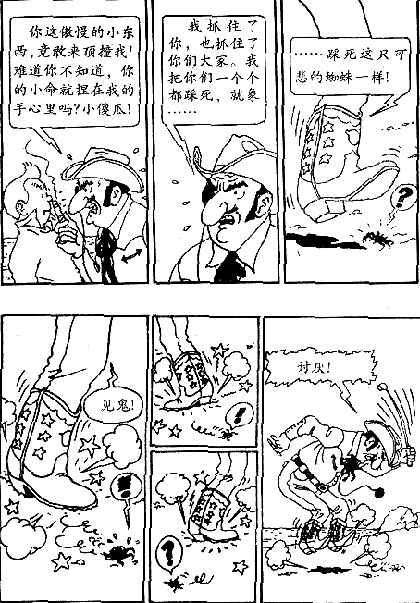 你这傲慢的小东
西,竟敢来顶撞我!
难道你不知道,你
的小命就捏在我的
手心里吗?小傻瓜!
我抓住了
你,也抓住了
你们大家。我
把你们一个个
都踩死,就象
……
……踩死这只可
悲的蜘蛛一样!
?
见鬼!
!
?
讨厌!